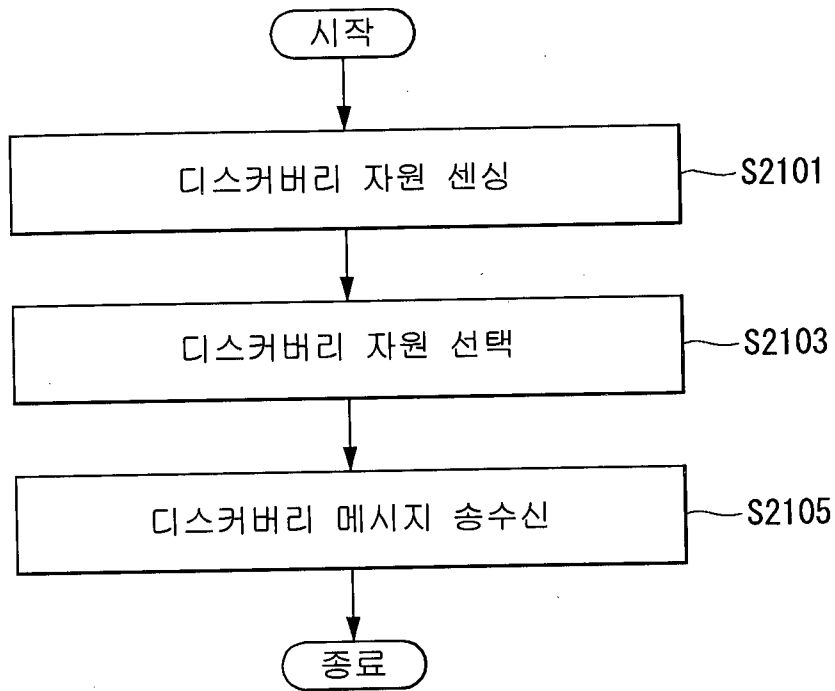 시작
디스커버리 자원 센싱
S2101
디스커버리 자원 선택
S2103
디스커버리 메시지 송수신
S2105
종료